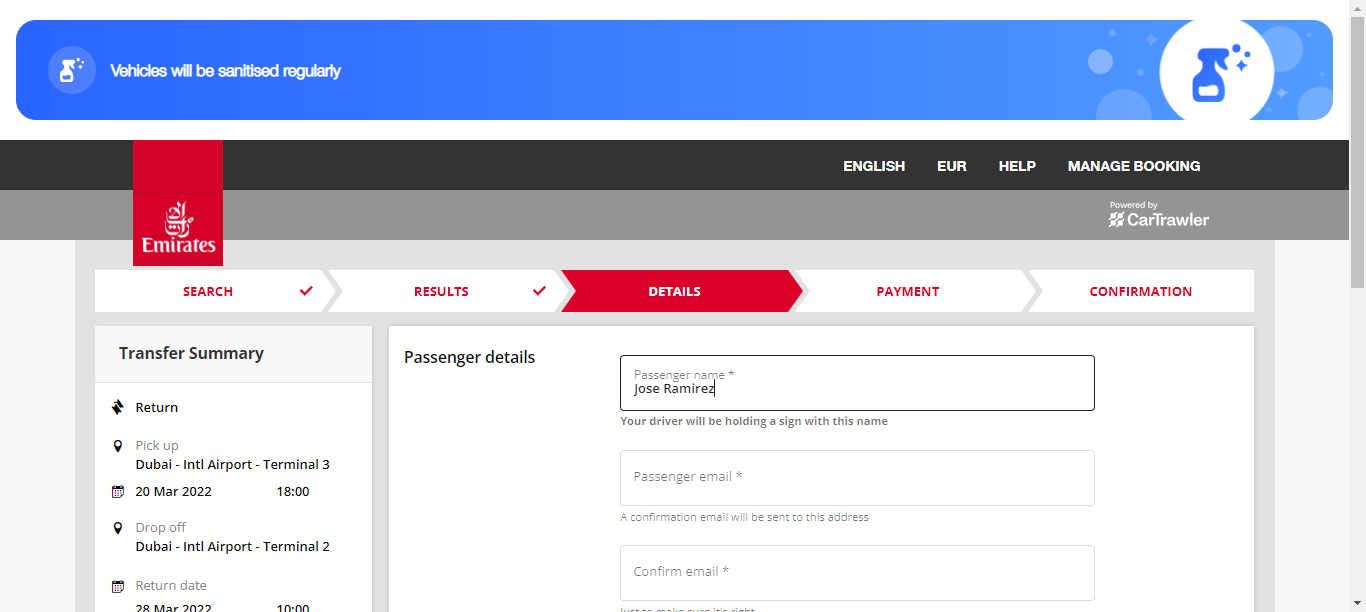 Vehicles will be sanitised regularly
ENGLISH EUR HELP MANAGE BOOKING
Powered by
CarTrawler
الإمارات
Emirates
SEARCH RESULTS DETAILS PAYMENT CONFIRMATION
Transfer Summary
Return
Pick up
Dubai - Intl Airport - Terminal 3
20 Mar 2022 18:00
Drop off
Dubai - Intl Airport - Terminal 2
Return date
28 Mar 2022 10:00
Passenger details
Passenger name *
Jose Ramirez
Your driver will be holding a sign with this name
Passenger email *
A confirmation email will be sent to this address
Confirm email *
Just to make sure it's right